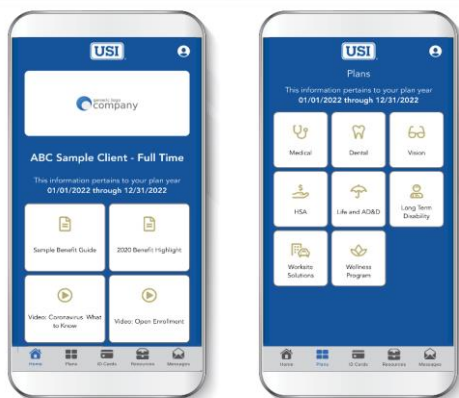 USI
generic logo
company
ABC Sample Client - Full Time
This information pertains to your plan year
01/01/2022 through 12/31/2022
Sample Benefit Guide
2020 Benefit Highlight
Video: Coronavirus What
to Know
Video: Open Enrollment
Home
Plans
ID Cards
Resources
Messages
USI
Plans
This information pertains to your plan year
01/01/2022 through 12/31/2022
Medical
Dental
Vision
HSA
Life and AD&D
Long Term
Disability
Worksite
Solutions
Wellness
Program
Home
Plans
ID Cards
Resources
Messages